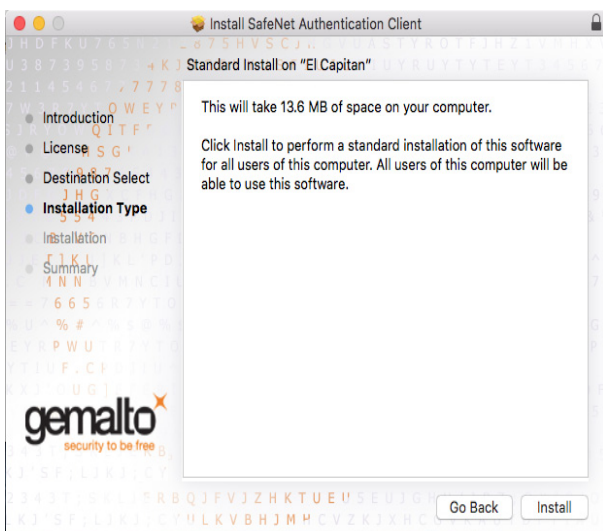 Install SafeNet Authentication Client
Standard Install on “El Capitan”
Introduction
License
Destination Select
Installation Type
Installation
Summary
This will take 13.6 MB of space on your computer.
Click Install to perform a standard installation of this software
for all users of this computer. All users of this computer will be
able to use this software.
gemalto
security to be free
Go Back
Install